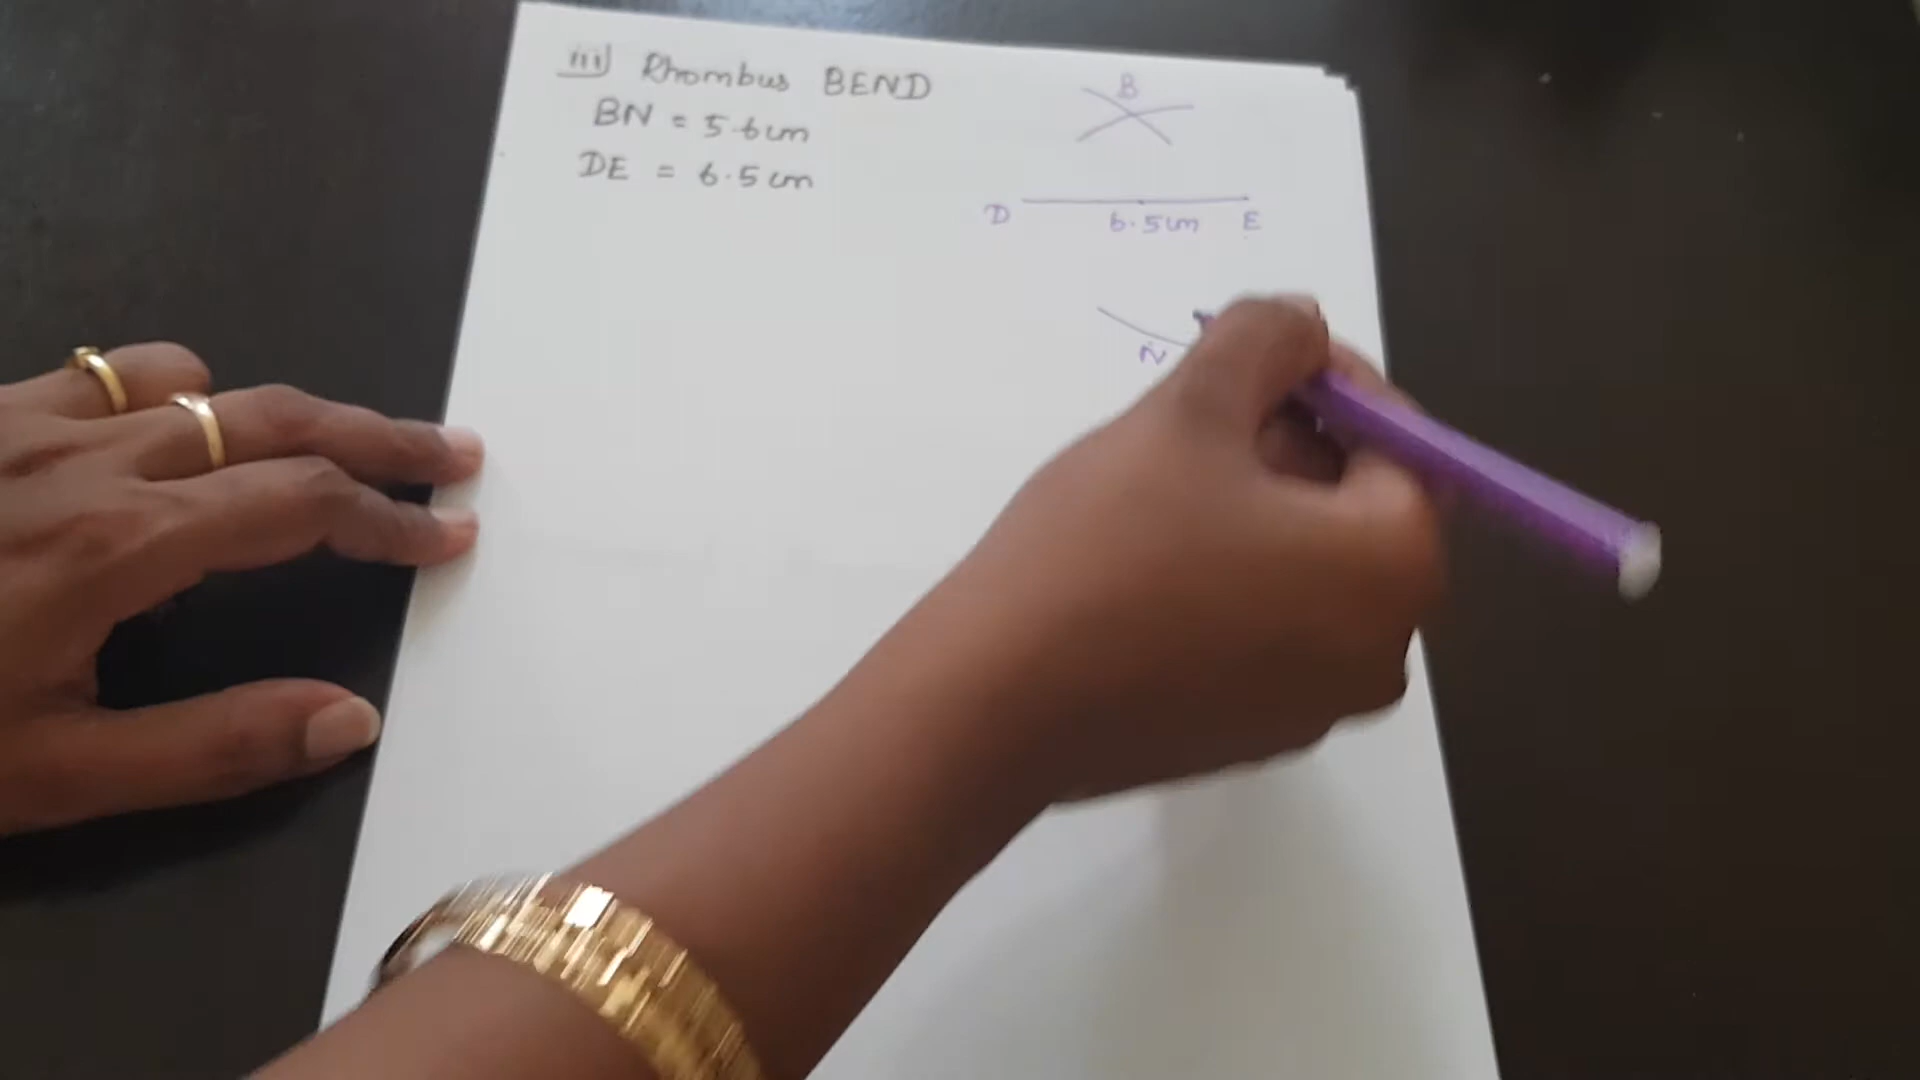 iii) Rhombus BEND
BN = 5.6cm
DE = 6.5cm
B
D 6.5cm E
N